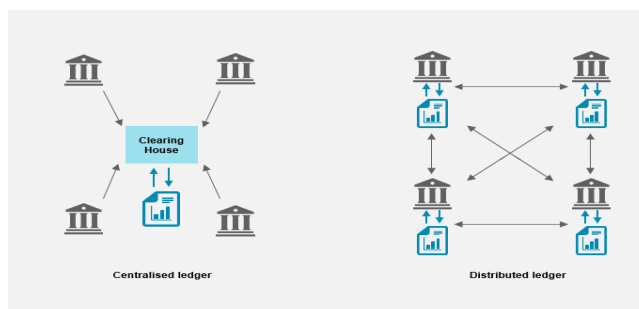 Clearing
House
Centralised ledger
Distributed ledger